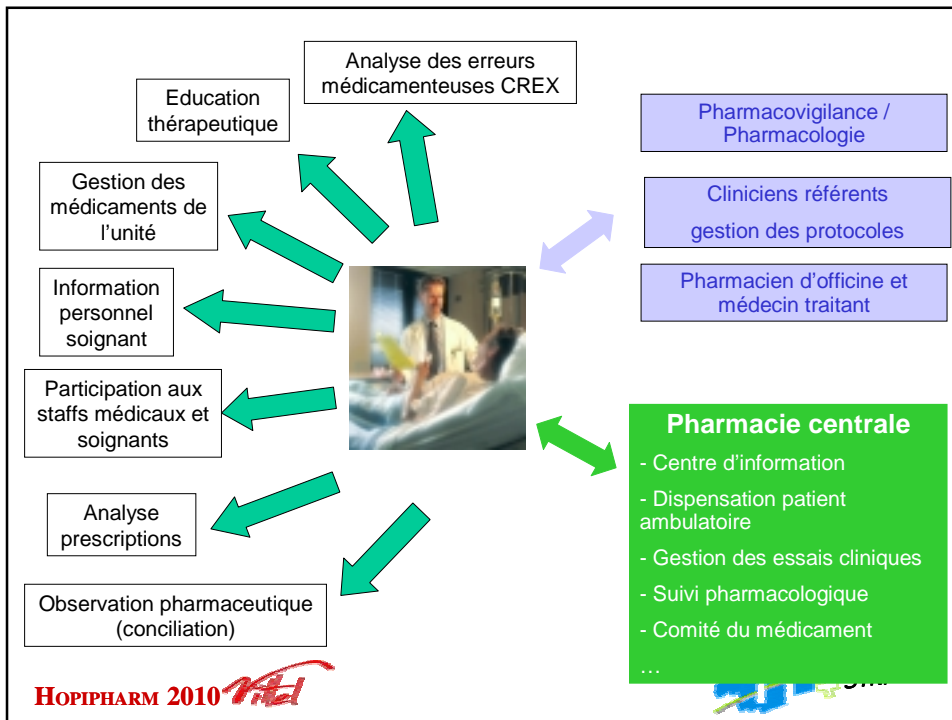 Analyse des erreurs
médicamenteuses CREX
Education
thérapeutique
Gestion des
médicaments de
l'unité
Information
personnel
soignant
Participation aux
staffs médicaux et
soignants
Analyse
prescriptions
Observation pharmaceutique
(conciliation)
Pharmacovigilance /
Pharmacologie
Cliniciens référents
gestion des protocoles
Pharmacien d'officine et
médecin traitant
Pharmacie centrale
- Centre d'information
- Dispensation patient
ambulatoire
- Gestion des essais cliniques
- Suivi pharmacologique
- Comité du médicament
…
HOPIPHARM 2010 Vittel